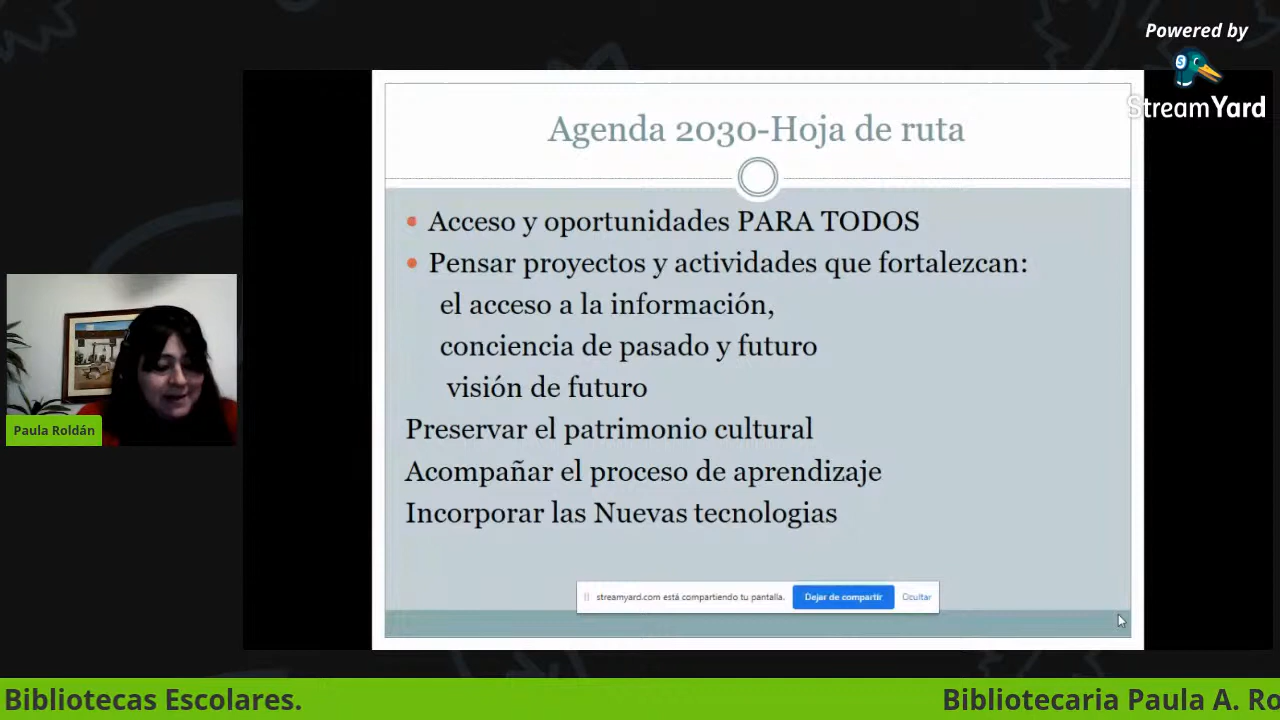 Powered by
StreamYard
Agenda 2030-Hoja de ruta
Acceso y oportunidades PARA TODOS
Pensar proyectos y actividades que fortalezcan:
el acceso a la información,
conciencia de pasado y futuro
visión de futuro
Preservar el patrimonio cultural
Acompañar el proceso de aprendizaje
Incorporar las Nuevas tecnologias
streamyard.com está compartiendo tu pantalla.
Dejar de compartir
Ocultar
Paula Roldán
Bibliotecas Escolares.
Bibliotecaria Paula A. Ro